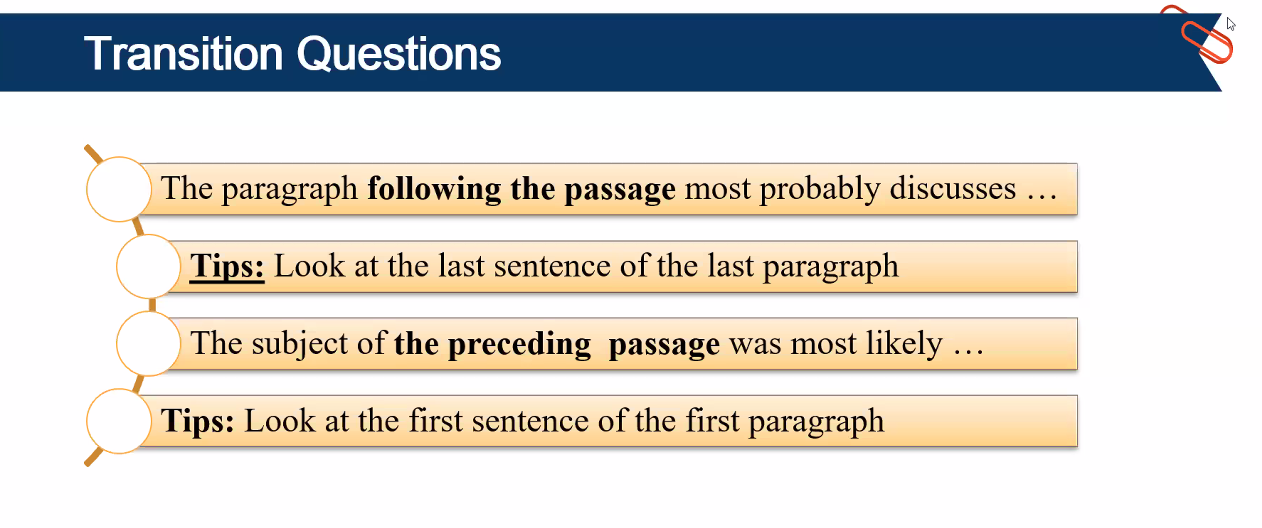 Transition Questions
The paragraph following the passage most probably discusses …
Tips: Look at the last sentence of the last paragraph
The subject of the preceding  passage was most likely …
Tips: Look at the first sentence of the first paragraph